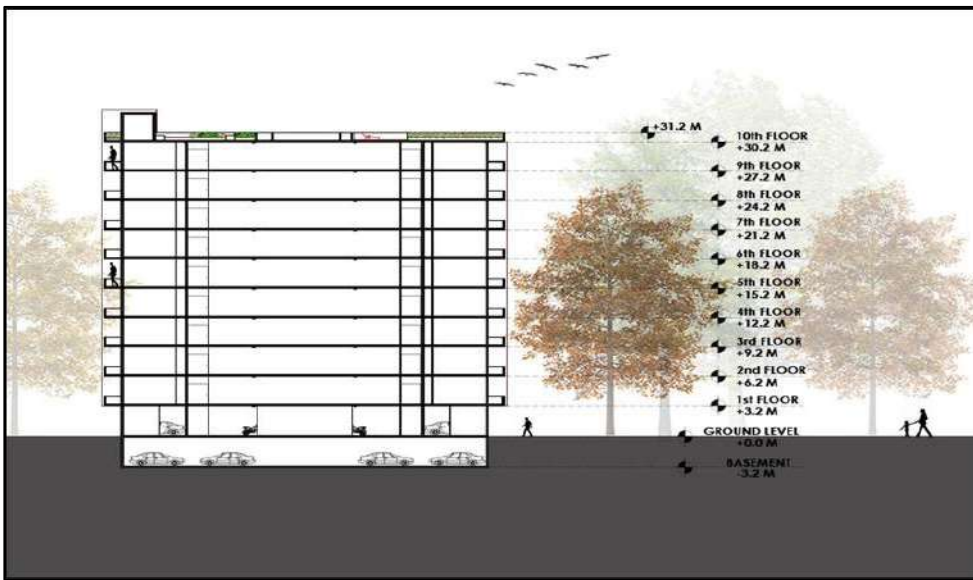 +31.2 M
10th FLOOR
+30.2 M
9th FLOOR
+27.2 M
8th FLOOR
+24.2 M
7th FLOOR
+21.2 M
6th FLOOR
+18.2 M
5th FLOOR
+15.2 M
4th FLOOR
+12.2 M
3rd FLOOR
+9.2 M
2nd FLOOR
+6.2 M
1st FLOOR
+3.2 M
GROUND LEVEL
+0.0 M
BASEMENT
-3.2 M